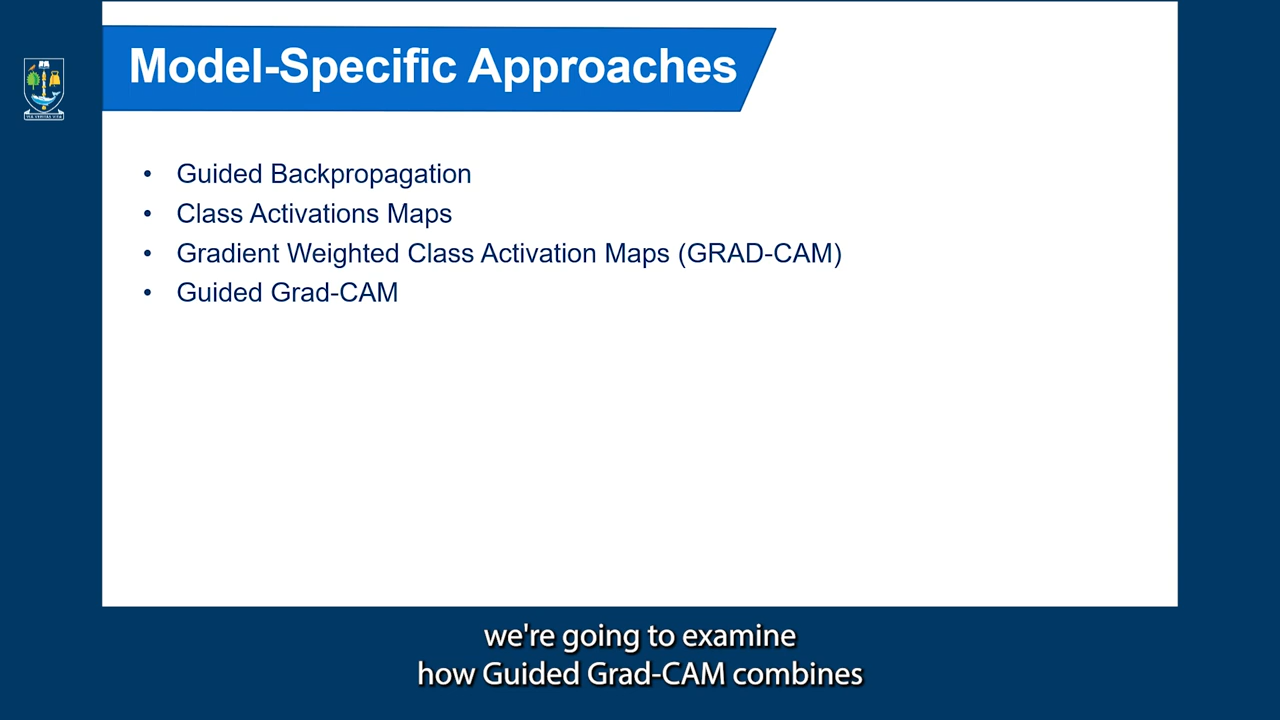 Model-Specific Approaches
• Guided Backpropagation
• Class Activations Maps
• Gradient Weighted Class Activation Maps (GRAD-CAM)
• Guided Grad-CAM
we're going to examine
how Guided Grad-CAM combines